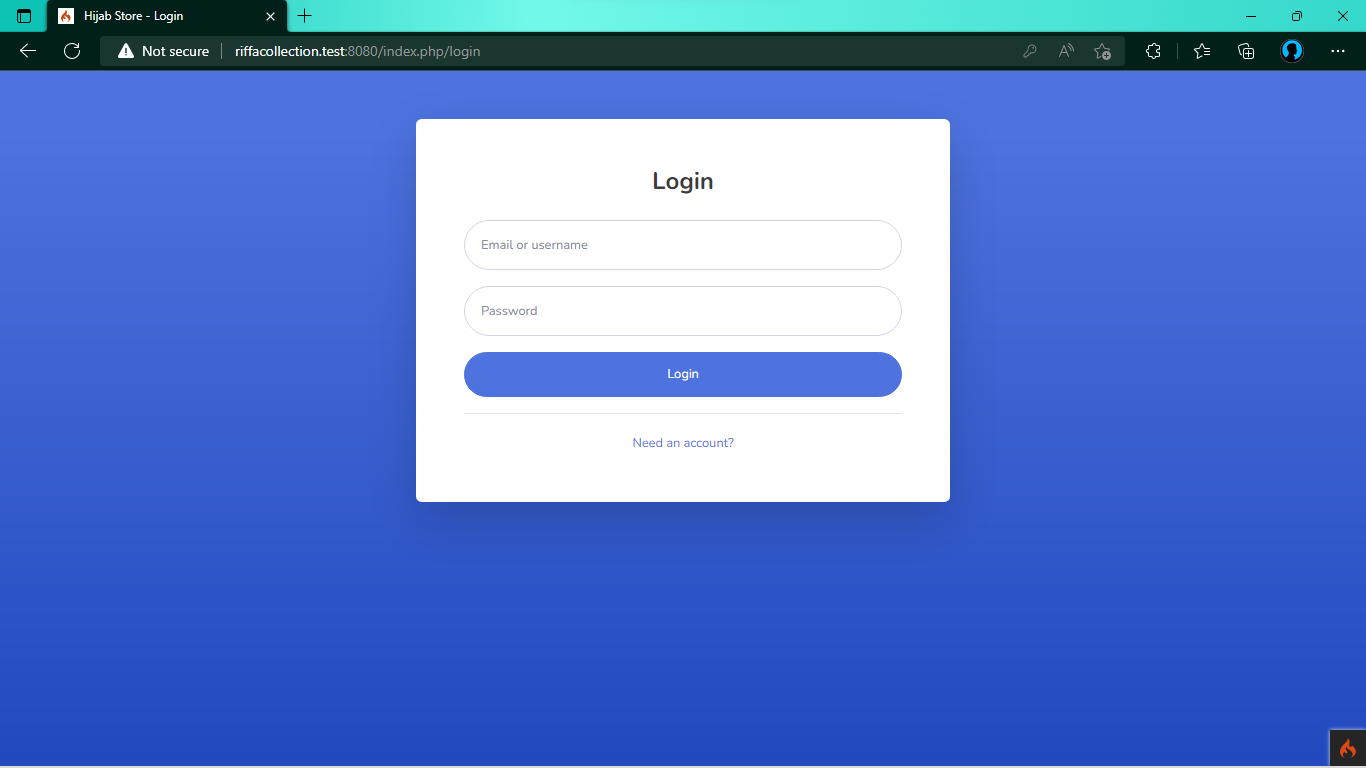 Hijab Store - Login
Not secure
riffacollection.test:8080/index.php/login
Login
Email or username
Password
Login
Need an account?